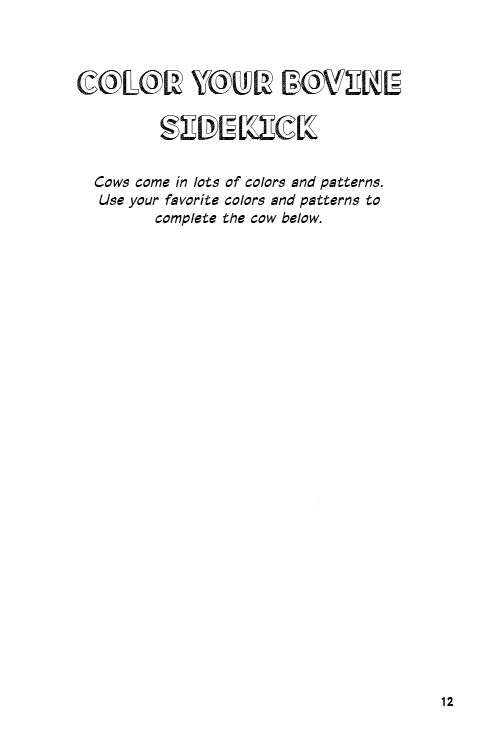 COLOR YOUR BOVINE
SIDEKICK
Cows come in lots of colors and patterns.
Use your favorite colors and patterns to
complete the cow below.
12